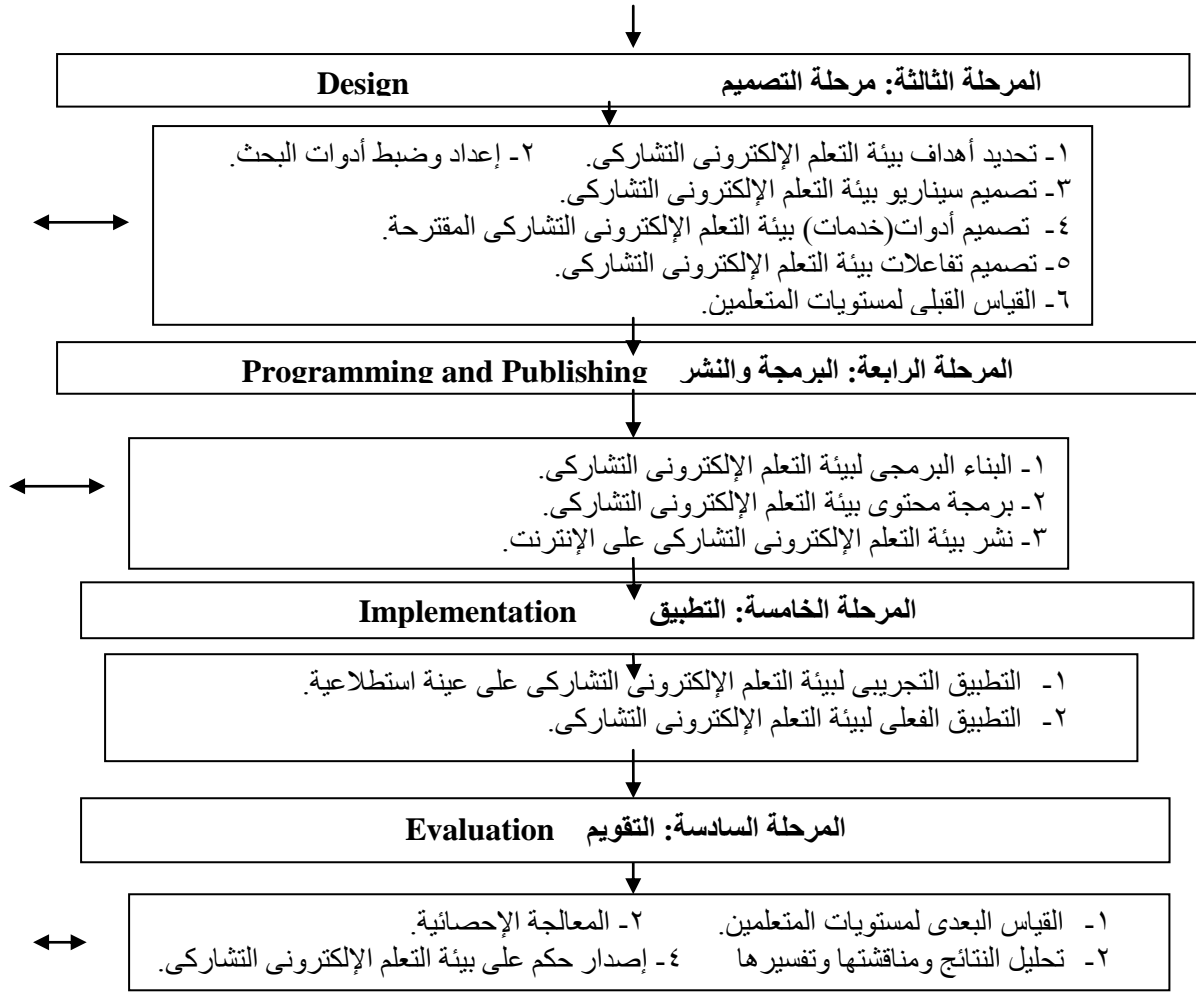 المرحلة الثالثة: مرحلة التصميم Design
١- تحديد أهداف بيئة التعلم الإلكترونى التشاركى. ٢- إعداد وضبط أدوات البحث.
٣- تصميم سيناريو بيئة التعلم الإلكترونى التشاركى.
٤- تصميم أدوات(خدمات) بيئة التعلم الإلكترونى التشاركى المقترحة.
٥- تصميم تفاعلات بيئة التعلم الإلكترونى التشاركى.
٦- القياس القبلى لمستويات المتعلمين.
المرحلة الرابعة: البرمجة والنشر Programming and Publishing
١- البناء البرمجى لبيئة التعلم الإلكترونى التشاركى.
٢- برمجة محتوى بيئة التعلم الإلكترونى التشاركى.
٣- نشر بيئة التعلم الإلكترونى التشاركى على الإنترنت.
المرحلة الخامسة: التطبيق Implementation
١- التطبيق التجريبى لبيئة التعلم الإلكترونى التشاركى على عينة استطلاعية.
٢- التطبيق الفعلى لبيئة التعلم الإلكترونى التشاركى.
المرحلة السادسة: التقويم Evaluation
١- القياس البعدى لمستويات المتعلمين. ٢- المعالجة الإحصائية.
٢- تحليل النتائج ومناقشتها وتفسيرها ٤- إصدار حكم على بيئة التعلم الإلكترونى التشاركى.